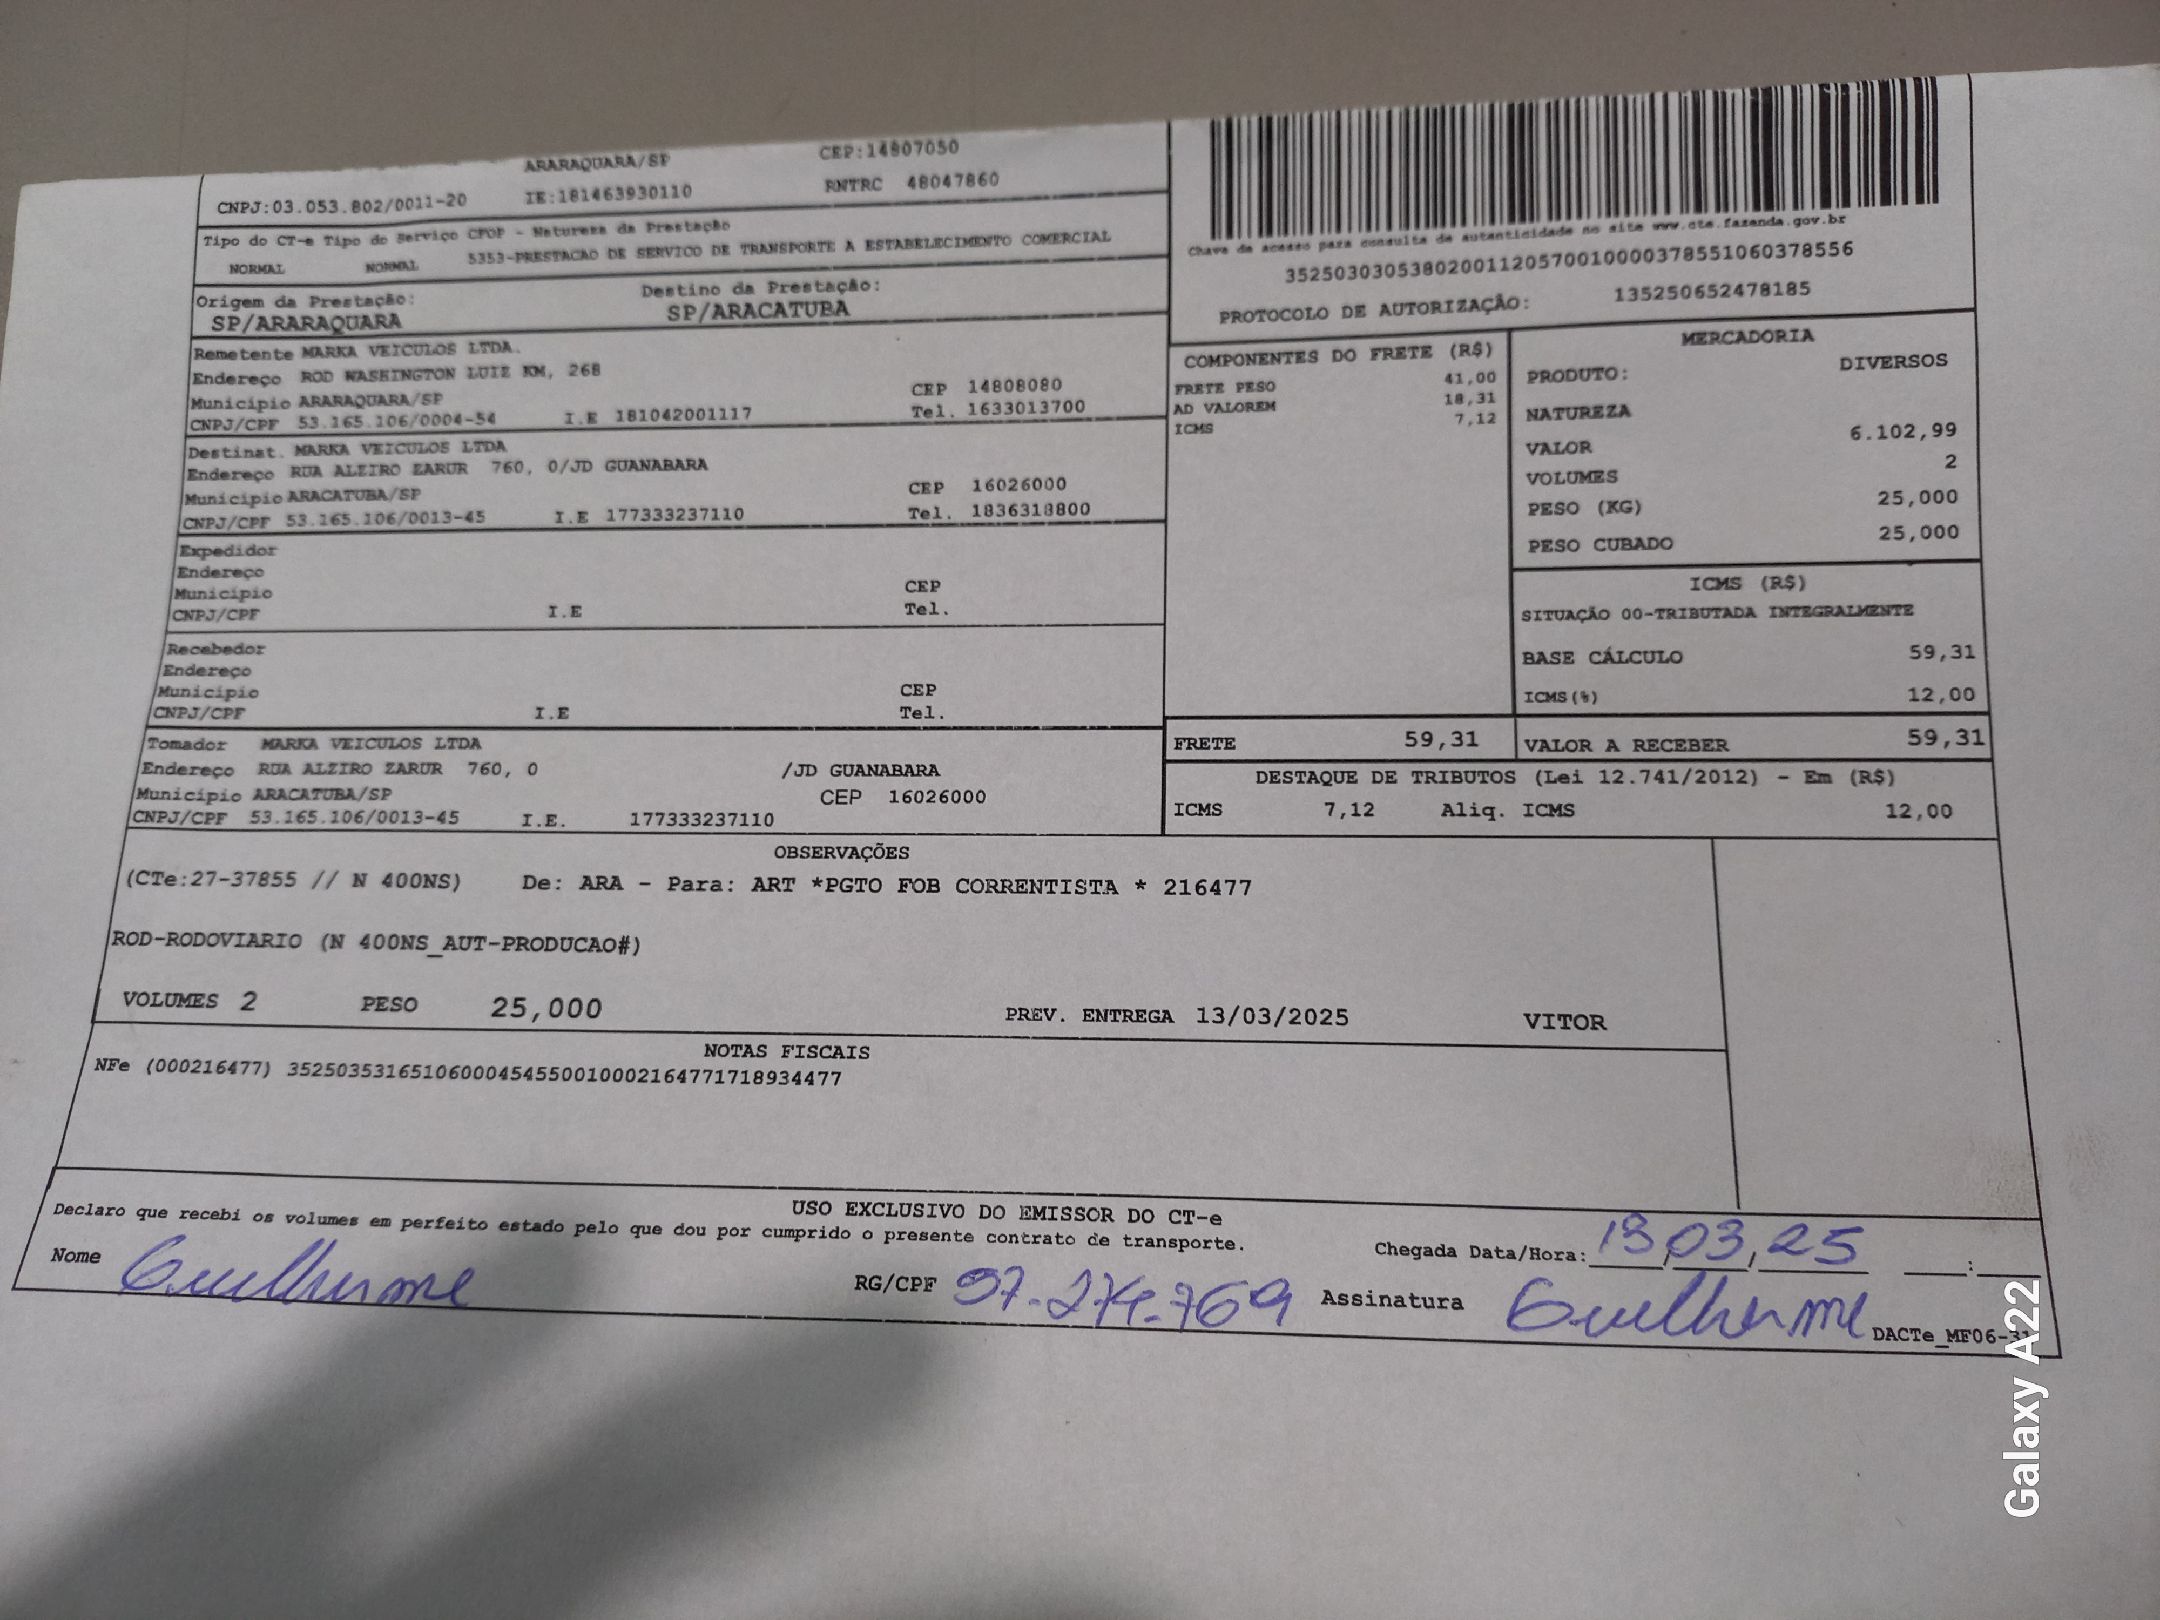 ARARAQUARA/SP CEP:14807050
CNPJ:03.053.802/0011-20 IE:181463930110 RNTRC 48047860
Tipo do CT-e Tipo do Serviço CFOP - Natureza da Prestação
NORMAL NORMAL 5353-PRESTACAO DE SERVICO DE TRANSPORTE A ESTABELECIMENTO COMERCIAL
Origem da Prestação: Destino da Prestação:
SP/ARARAQUARA SP/ARACATUBA
Remetente MARKA VEICULOS LTDA.
Endereço ROD WASHINGTON LUIZ KM, 268
Município ARARAQUARA/SP CEP 14808080
CNPJ/CPF 53.165.106/0004-54 I.E 181042001117 Tel. 1633013700
Destinat. MARKA VEICULOS LTDA
Endereço RUA ALZIRO ZARUR 760, 0/JD GUANABARA
Município ARACATUBA/SP CEP 16026000
CNPJ/CPF 53.165.106/0013-45 I.E 177333237110 Tel. 1836318800
Expedidor
Endereço
Município CEP
CNPJ/CPF I.E Tel.
Recebedor
Endereço
Município CEP
CNPJ/CPF I.E Tel.
Tomador MARKA VEICULOS LTDA
Endereço RUA ALZIRO ZARUR 760, 0 /JD GUANABARA
Município ARACATUBA/SP CEP 16026000
CNPJ/CPF 53.165.106/0013-45 I.E. 177333237110
Chave de acesso para consulta de autenticidade no site www.cte.fazenda.gov.br
35250303053802001120570010000378551060378556
PROTOCOLO DE AUTORIZAÇÃO: 135250652478185
COMPONENTES DO FRETE (R$)
FRETE PESO 41,00
AD VALOREM 18,31
ICMS 7,12
MERCADORIA
PRODUTO: DIVERSOS
NATUREZA
VALOR 6.102,99
VOLUMES 2
PESO (KG) 25,000
PESO CUBADO 25,000
ICMS (R$)
SITUAÇÃO 00-TRIBUTADA INTEGRALMENTE
BASE CÁLCULO 59,31
ICMS(%) 12,00
FRETE 59,31 VALOR A RECEBER 59,31
DESTAQUE DE TRIBUTOS (Lei 12.741/2012) - Em (R$)
ICMS 7,12 Aliq. ICMS 12,00
OBSERVAÇÕES
(CTe:27-37855 // N 400NS) De: ARA - Para: ART *PGTO FOB CORRENTISTA * 216477
ROD-RODOVIARIO (N 400NS_AUT-PRODUCAO#)
VOLUMES 2 PESO 25,000 PREV. ENTREGA 13/03/2025 VITOR
NOTAS FISCAIS
NFe (000216477) 35250353165106000454550010002164771718934477
USO EXCLUSIVO DO EMISSOR DO CT-e
Declaro que recebi os volumes em perfeito estado pelo que dou por cumprido o presente contrato de transporte.
Chegada Data/Hora: 13,03,25 :
Nome Guilherme RG/CPF 97.274.769 Assinatura Guilherme
DACTe_MF06-31
Galaxy A22